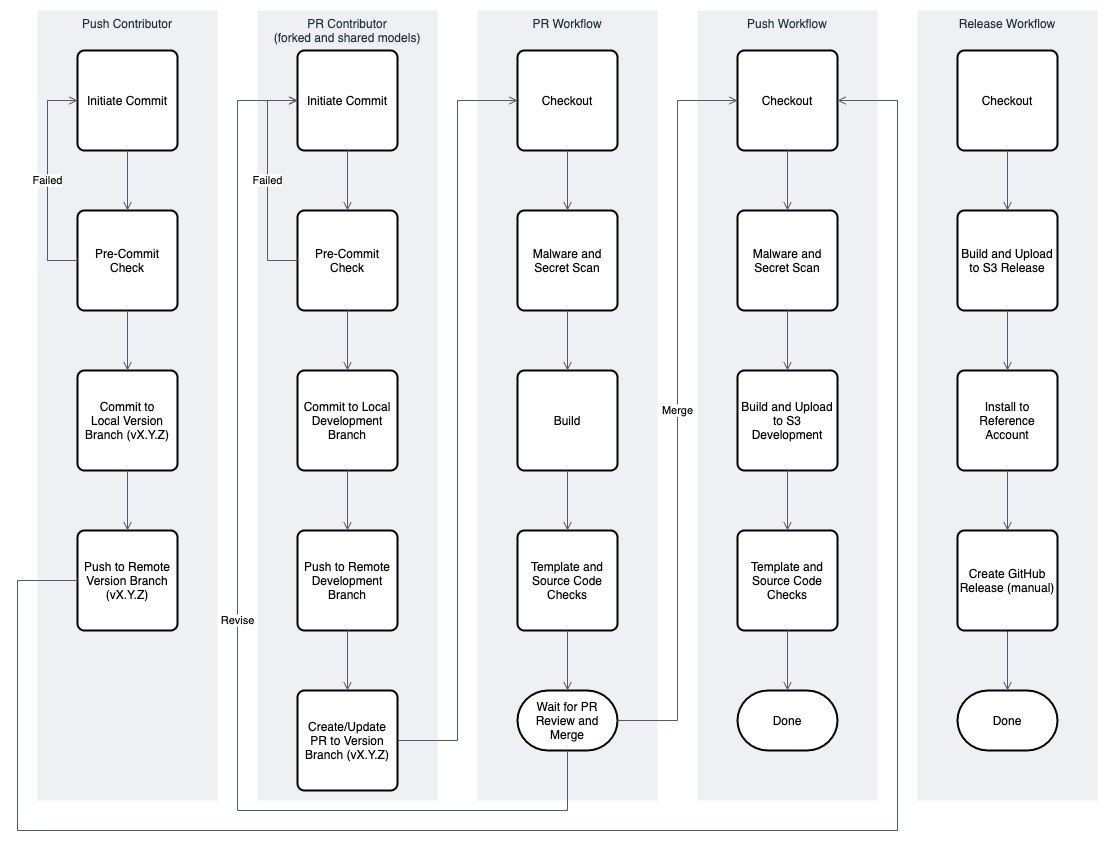 Push Contributor
Initiate Commit
Failed
Pre-Commit
Check
Commit to
Local Version
Branch (vX.Y.Z)
Push to Remote
Version Branch
(vX.Y.Z)
PR Contributor
(forked and shared models)
Initiate Commit
Failed
Pre-Commit
Check
Commit to Local
Development
Branch
Push to Remote
Development
Branch
Revise
Create/Update
PR to Version
Branch (vX.Y.Z)
PR Workflow
Checkout
Malware and
Secret Scan
Build
Template and
Source Code
Checks
Wait for PR
Review and
Merge
Merge
Push Workflow
Checkout
Malware and
Secret Scan
Build and Upload
to S3
Development
Template and
Source Code
Checks
Done
Release Workflow
Checkout
Build and Upload
to S3 Release
Install to
Reference
Account
Create GitHub
Release (manual)
Done